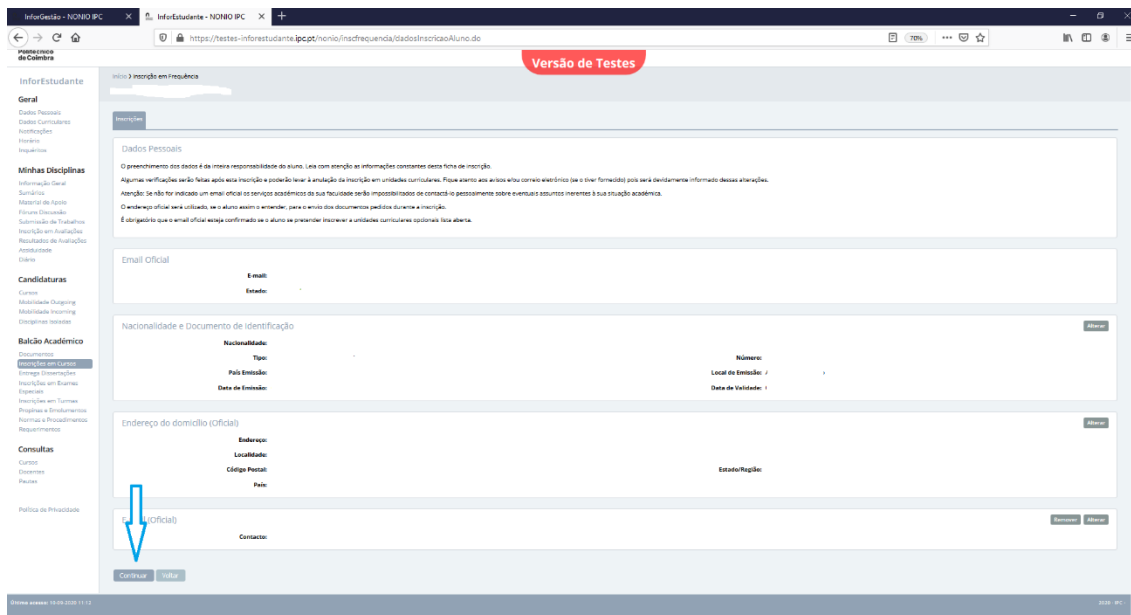 InforGestão - NONIO IPC
InforEstudante - NONIO IPC
https://testes-inforestudante.ipc.pt/nonio/inscfrequencia/dadosInscricaoAluno.do
70%
Politécnico
de Coimbra
Versão de Testes
InforEstudante
Início > Inscrição em Frequência
Geral
Dados Pessoais
Dados Curriculares
Notificações
Horário
Inquéritos
Minhas Disciplinas
Informação Geral
Sumários
Material de Apoio
Fóruns Discussão
Submissão de Trabalhos
Inscrição em Avaliações
Resultados de Avaliações
Assiduidade
Diário
Candidaturas
Cursos
Mobilidade Outgoing
Mobilidade Incoming
Disciplinas Isoladas
Balcão Académico
Documentos
Inscrições em Cursos
Entrega Dissertações
Inscrições em Exames
Especiais
Inscrições em Turmas
Propinas e Emolumentos
Normas e Procedimentos
Requerimentos
Consultas
Cursos
Docentes
Pautas
Política de Privacidade
Inscrições
Dados Pessoais
O preenchimento dos dados é da inteira responsabilidade do aluno. Leia com atenção as informações constantes desta ficha de inscrição.
Algumas verificações serão feitas após esta inscrição e poderão levar à anulação da inscrição em unidades curriculares. Fique atento aos avisos e/ou correio eletrónico (se o tiver fornecido) pois será devidamente informado dessas alterações.
Atenção: Se não for indicado um email oficial os serviços académicos da sua faculdade serão impossibilitados de contactá-lo pessoalmente sobre eventuais assuntos inerentes à sua situação académica.
O endereço oficial será utilizado, se o aluno assim o entender, para o envio dos documentos pedidos durante a inscrição.
É obrigatório que o email oficial esteja confirmado se o aluno se pretender inscrever a unidades curriculares opcionais lista aberta.
Email Oficial
E-mail:
Estado:
Nacionalidade e Documento de Identificação
Alterar
Nacionalidade:
Tipo:
Número:
País Emissão:
Local de Emissão:
Data de Emissão:
Data de Validade:
Endereço do domicílio (Oficial)
Alterar
Endereço:
Localidade:
Código Postal:
Estado/Região:
País:
(Oficial)
Remover
Alterar
Contacto:
Continuar
Voltar
2020 - IPC